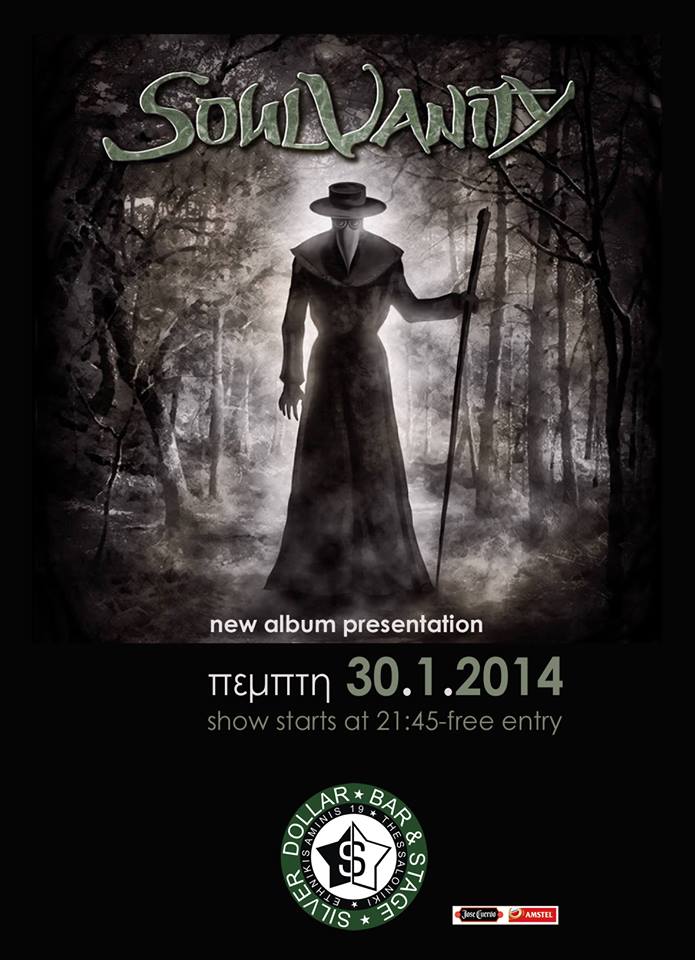 SOULVANITY
new album presentation
πεμπτη 30.1.2014
show starts at 21:45-free entry
SILVER DOLLAR ★ BAR & STAGE ★
ETHNIKIS AMINIS 19 ★ THESSALONIKI ★
S
Jose Cuervo
AMSTEL